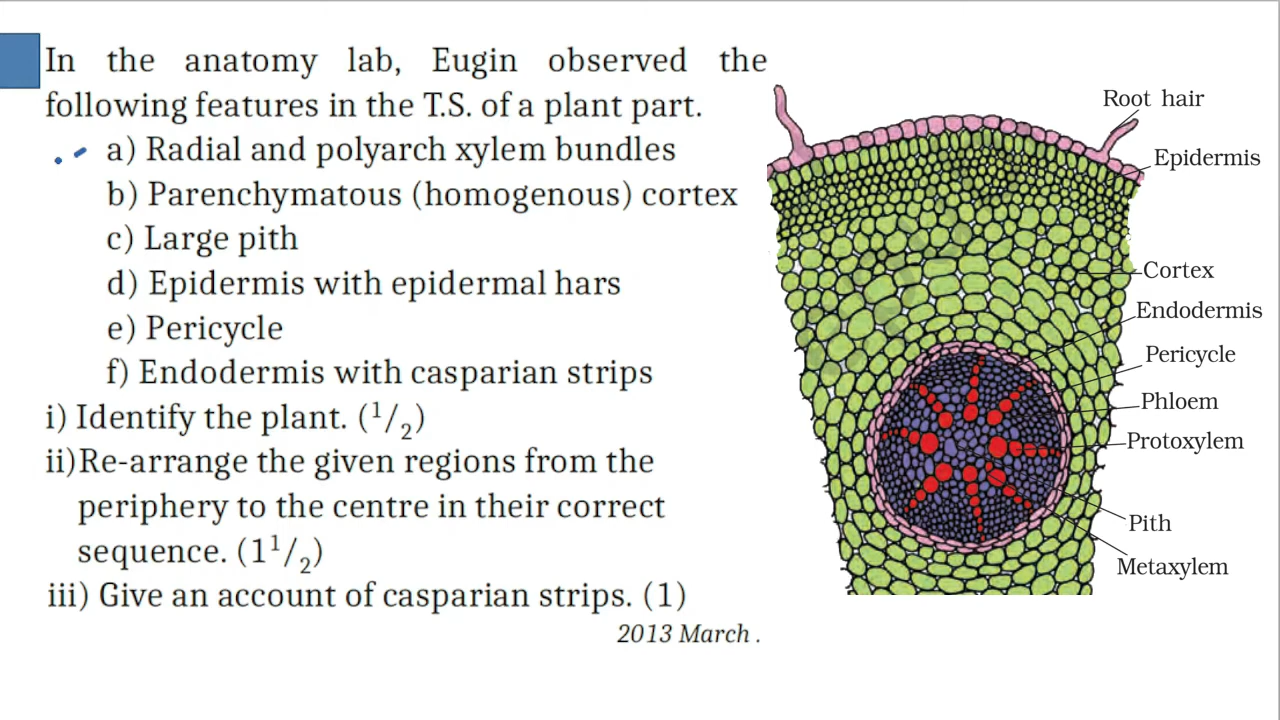 In the anatomy lab, Eugin observed the
following features in the T.S. of a plant part.
a) Radial and polyarch xylem bundles
b) Parenchymatous (homogenous) cortex
c) Large pith
d) Epidermis with epidermal hars
e) Pericycle
f) Endodermis with casparian strips
i) Identify the plant. (1/2)
ii)Re-arrange the given regions from the
periphery to the centre in their correct
sequence. (1 1/2)
iii) Give an account of casparian strips. (1)
2013 March .
Root hair
Epidermis
Cortex
Endodermis
Pericycle
Phloem
Protoxylem
Pith
Metaxylem